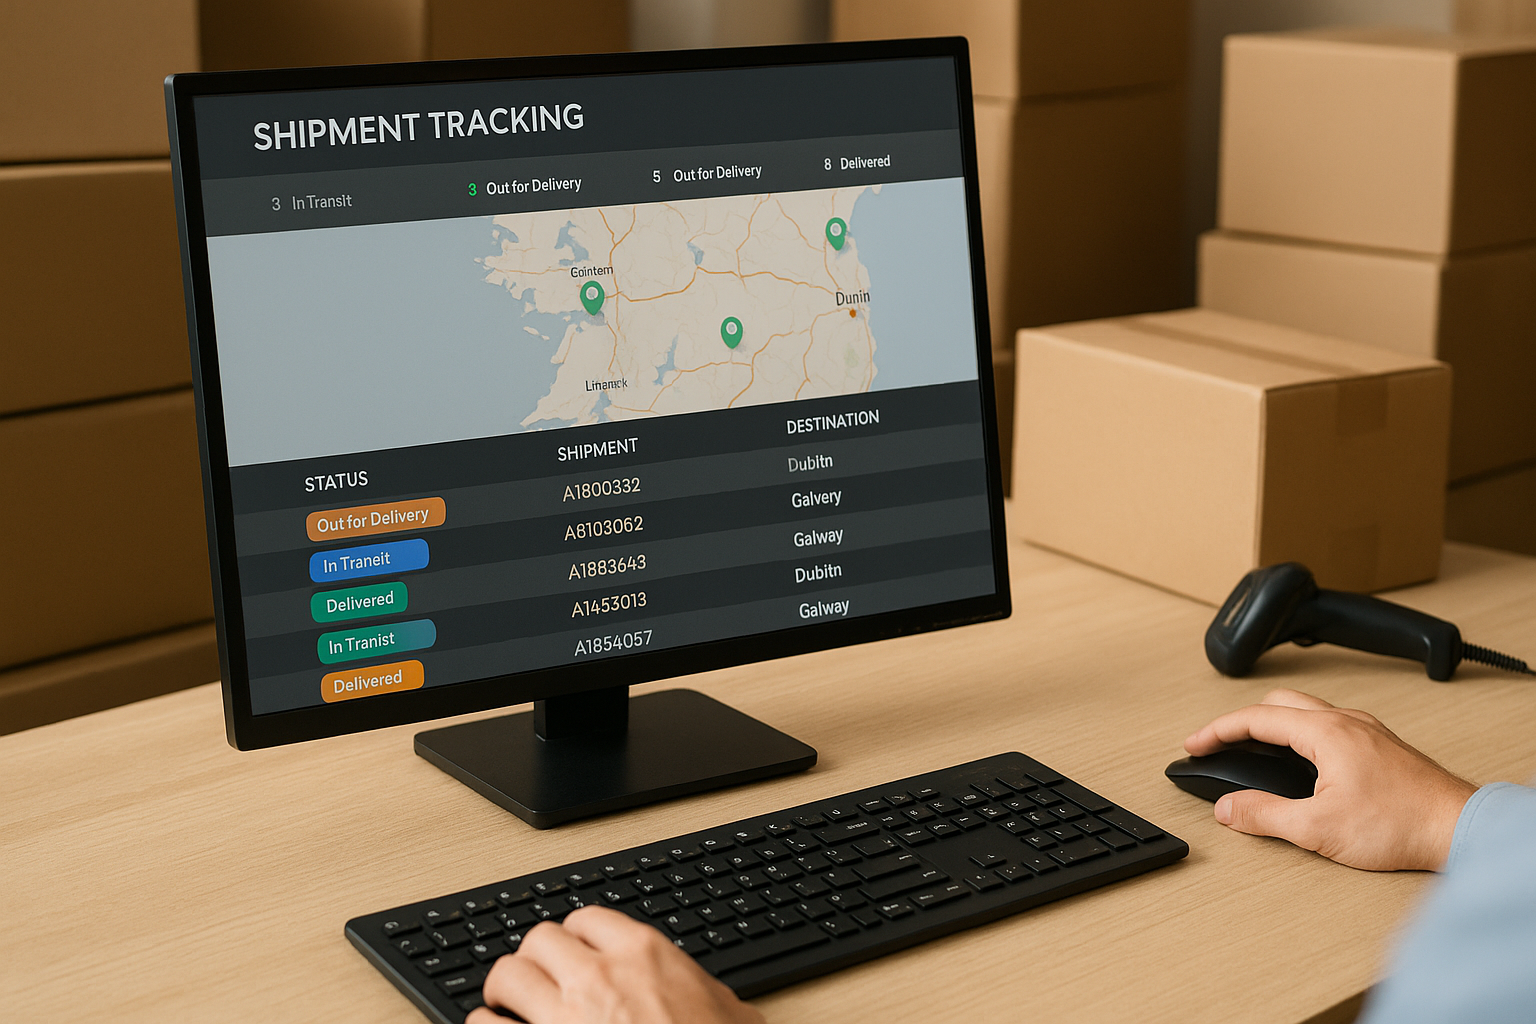 SHIPMENT TRACKING
3 In Transit
3 Out for Delivery
5 Out for Delivery
8 Delivered
Gointem
Dunin
Limarıck
STATUS SHIPMENT DESTINATION
Out for Delivery A1800332 Dubitn
In Traneit A8103062 Galvery
Delivered A1883643 Galway
In Tranist A1453013 Dubitn
Delivered A1854057 Galway